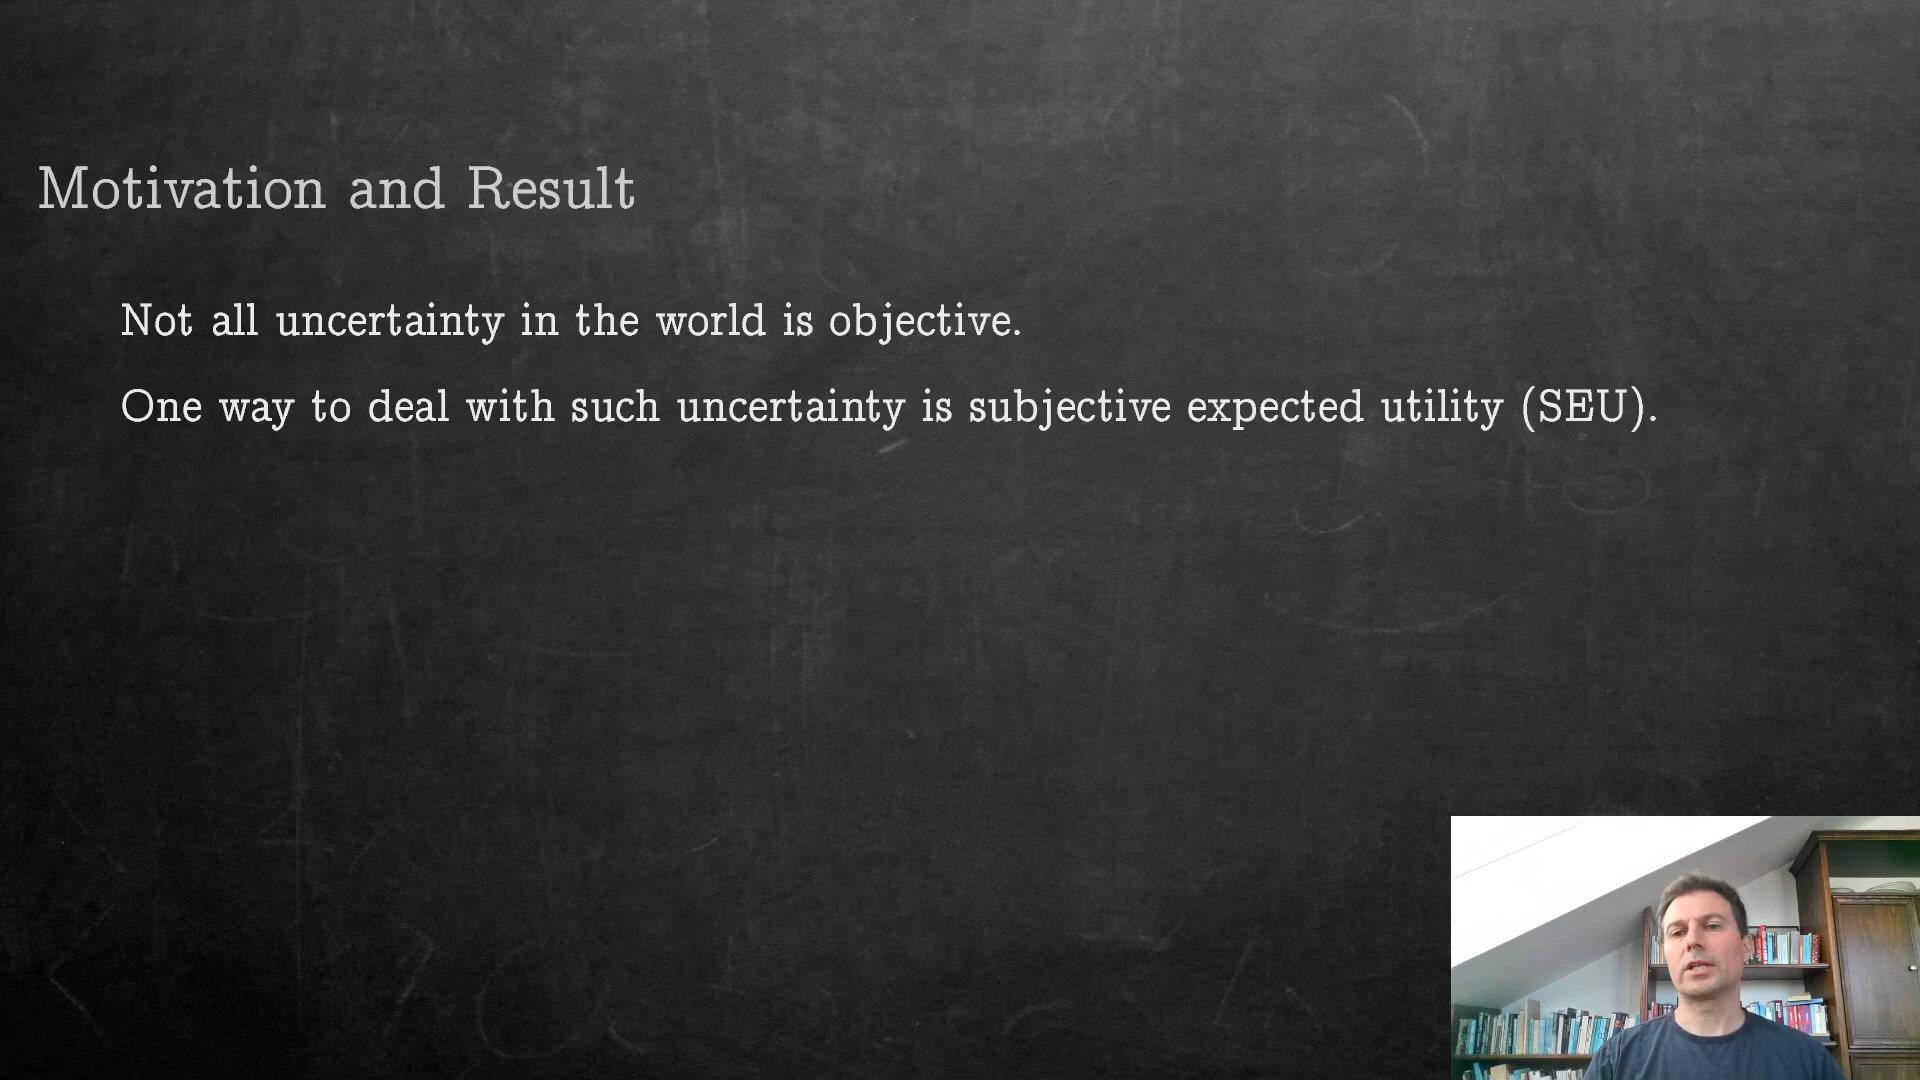 Motivation and Result
Not all uncertainty in the world is objective.
One way to deal with such uncertainty is subjective expected utility (SEU).